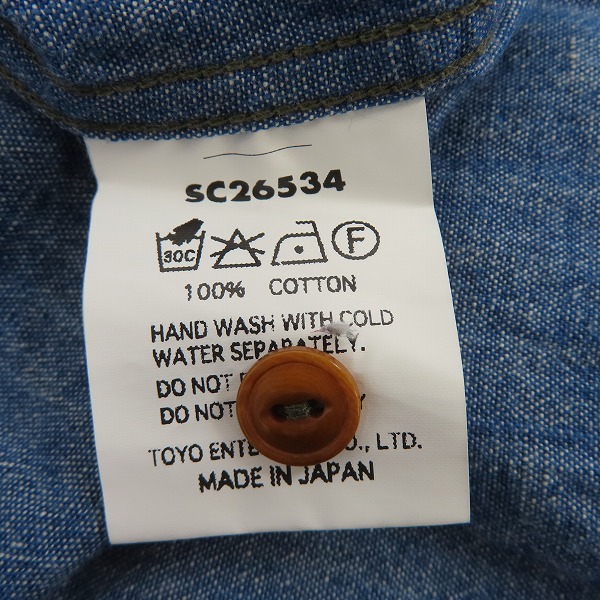 SC26534
30C F
100% COTTON
HAND WASH WITH COLD
WATER SEPARATELY.
DO NOT
DO NOT
TOYO CO., LTD.
MADE IN JAPAN